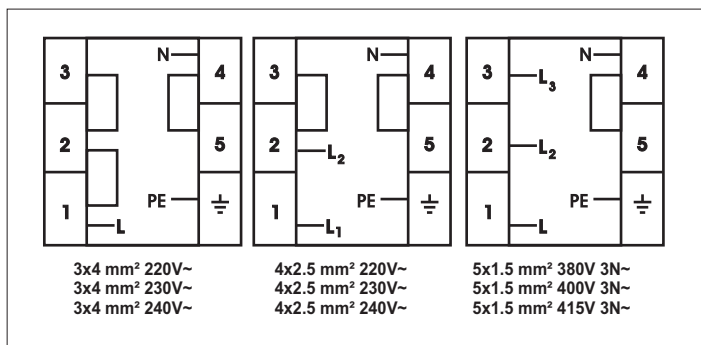 3
2
1
L
N
PE
4
5
3
2
1
L₂
L₁
N
PE
4
5
3
2
1
L₃
L₂
L
N
PE
4
5
3x4 mm² 220V~
3x4 mm² 230V~
3x4 mm² 240V~
4x2.5 mm² 220V~
4x2.5 mm² 230V~
4x2.5 mm² 240V~
5x1.5 mm² 380V 3N~
5x1.5 mm² 400V 3N~
5x1.5 mm² 415V 3N~